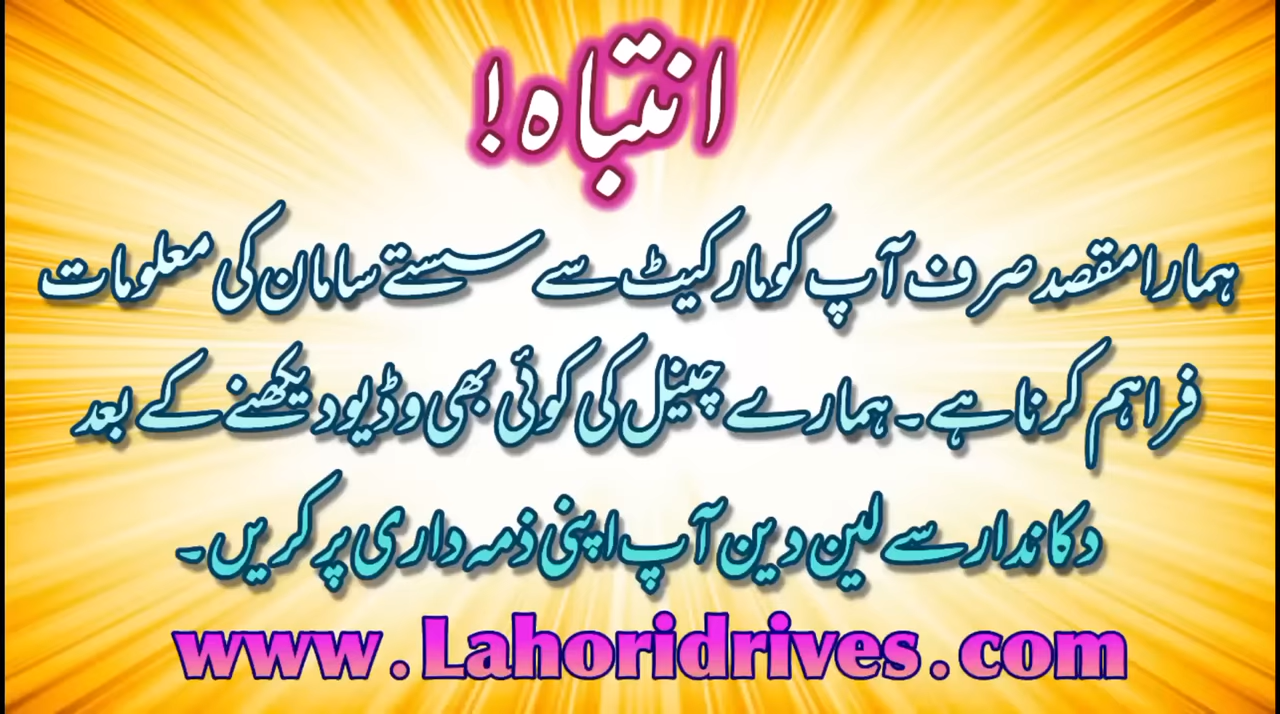 انتباہ!
ہمارا مقصد صرف آپ کو مارکیٹ سے سستے سامان کی معلومات
فراہم کرنا ہے۔ ہمارے چینل کی کوئی بھی وڈیو دیکھنے کے بعد
دکاندار سے لین دین آپ اپنی ذمہ داری پر کریں۔
www.Lahoridrives.com